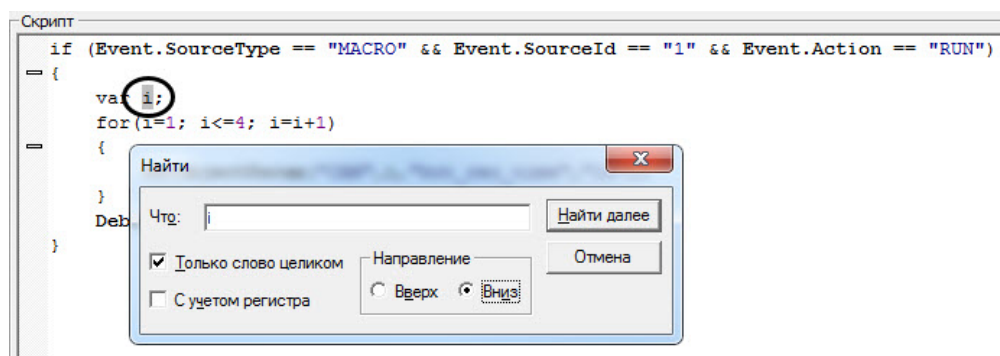 Скрипт
if (Event.SourceType == "MACRO" && Event.SourceId == "1" && Event.Action == "RUN")
{
var i;
for(i=1; i<=4; i=i+1)
{
Найти
}
Что: i Найти далее
Deb
}
Только слово целиком Направление Отмена
С учетом регистра Вверх Вниз